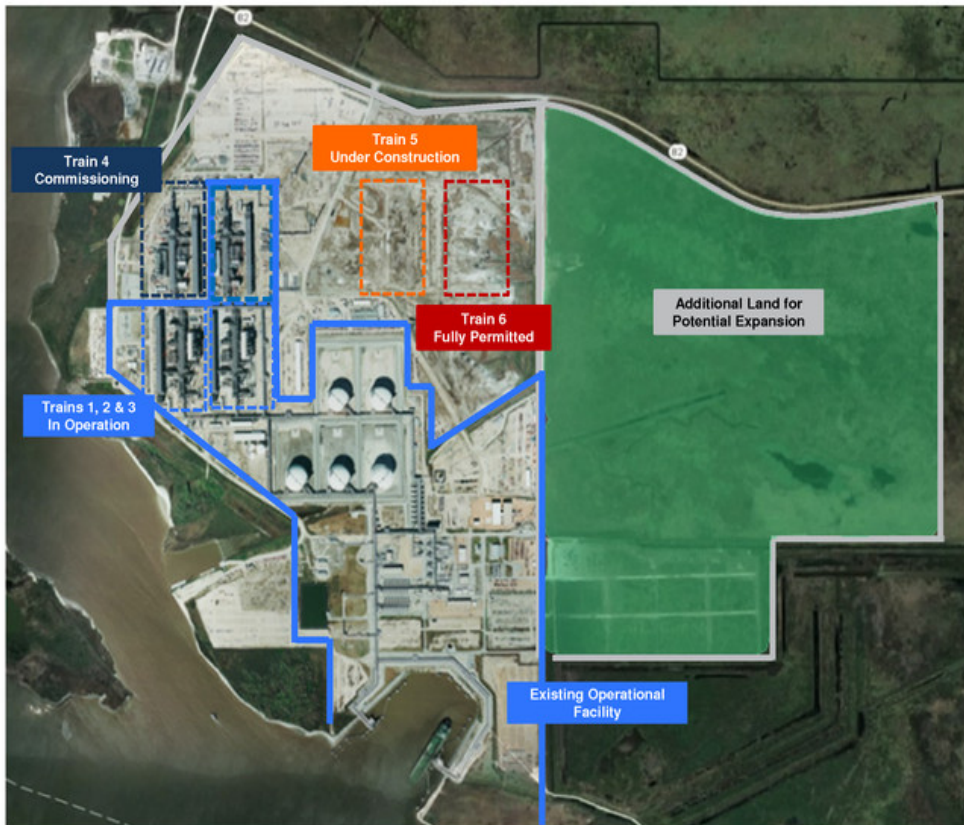 82
Train 5
Under Construction
82
Train 4
Commissioning
Additional Land for
Potential Expansion
Train 6
Fully Permitted
Trains 1, 2 & 3
In Operation
Existing Operational
Facility